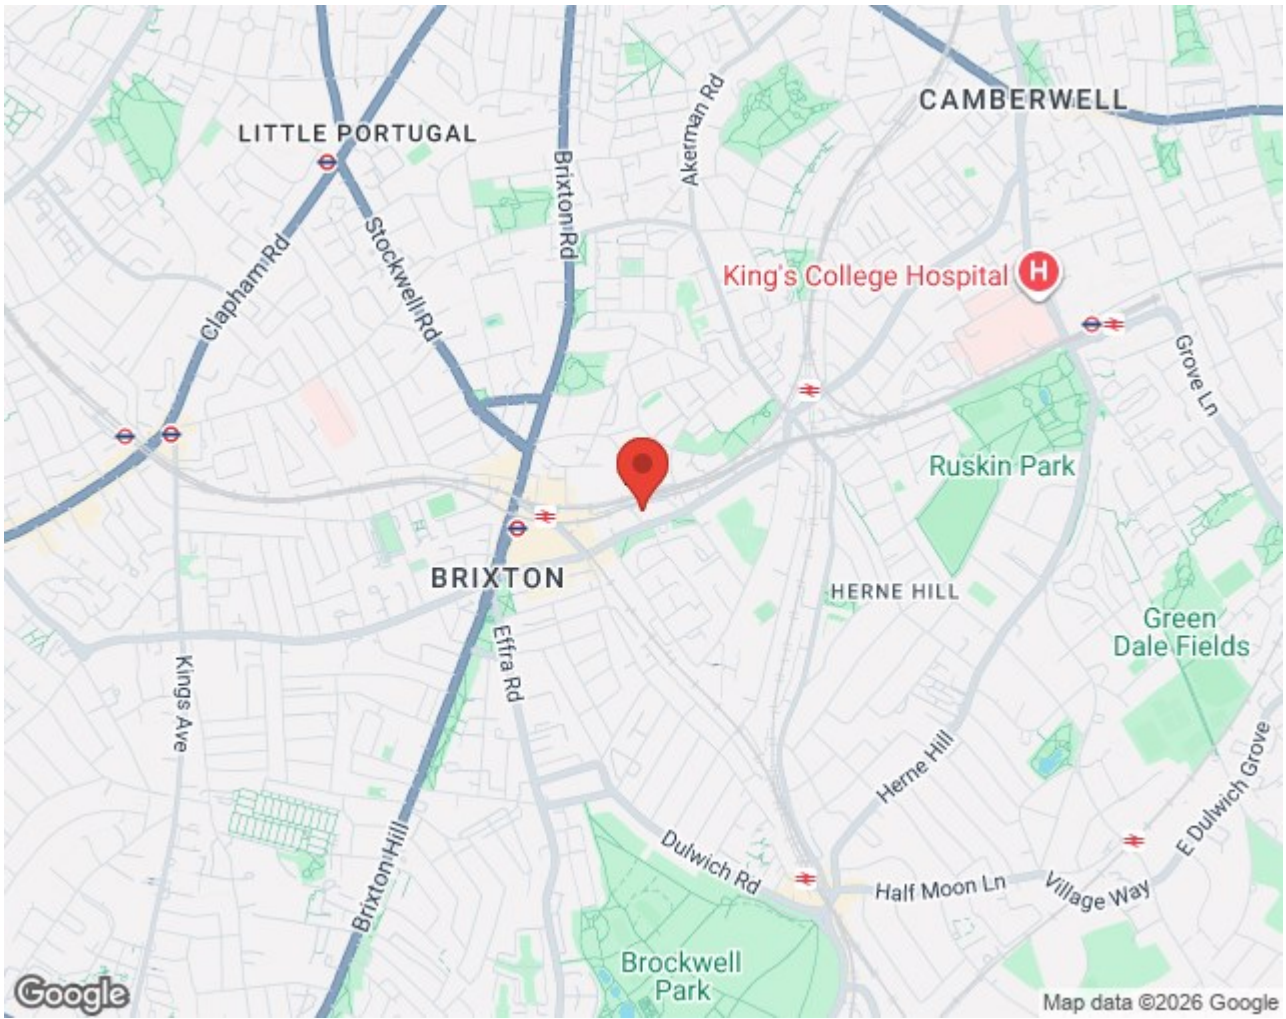 CAMBERWELL
LITTLE PORTUGAL
Akerman Rd
Brixton Rd
Stockwell Rd
Clapham Rd
King's College Hospital
H
Grove Ln
Ruskin Park
BRIXTON
HERNE HILL
Green
Dale Fields
Effra Rd
Kings Ave
Herne Hill
E Dulwich Grove
Brixton Hill
Dulwich Rd
Half Moon Ln
Village Way
Brockwell
Park
Google
Map data ©2026 Google